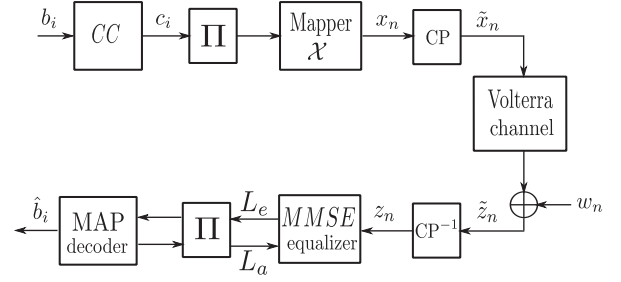 b_i
CC
c_i
Π
Mapper
𝒳
x_n
CP
x̃_n
Volterra
channel
w_n
z̃_n
CP⁻¹
z_n
MMSE
equalizer
L_e
L_a
Π
MAP
decoder
b̂_i